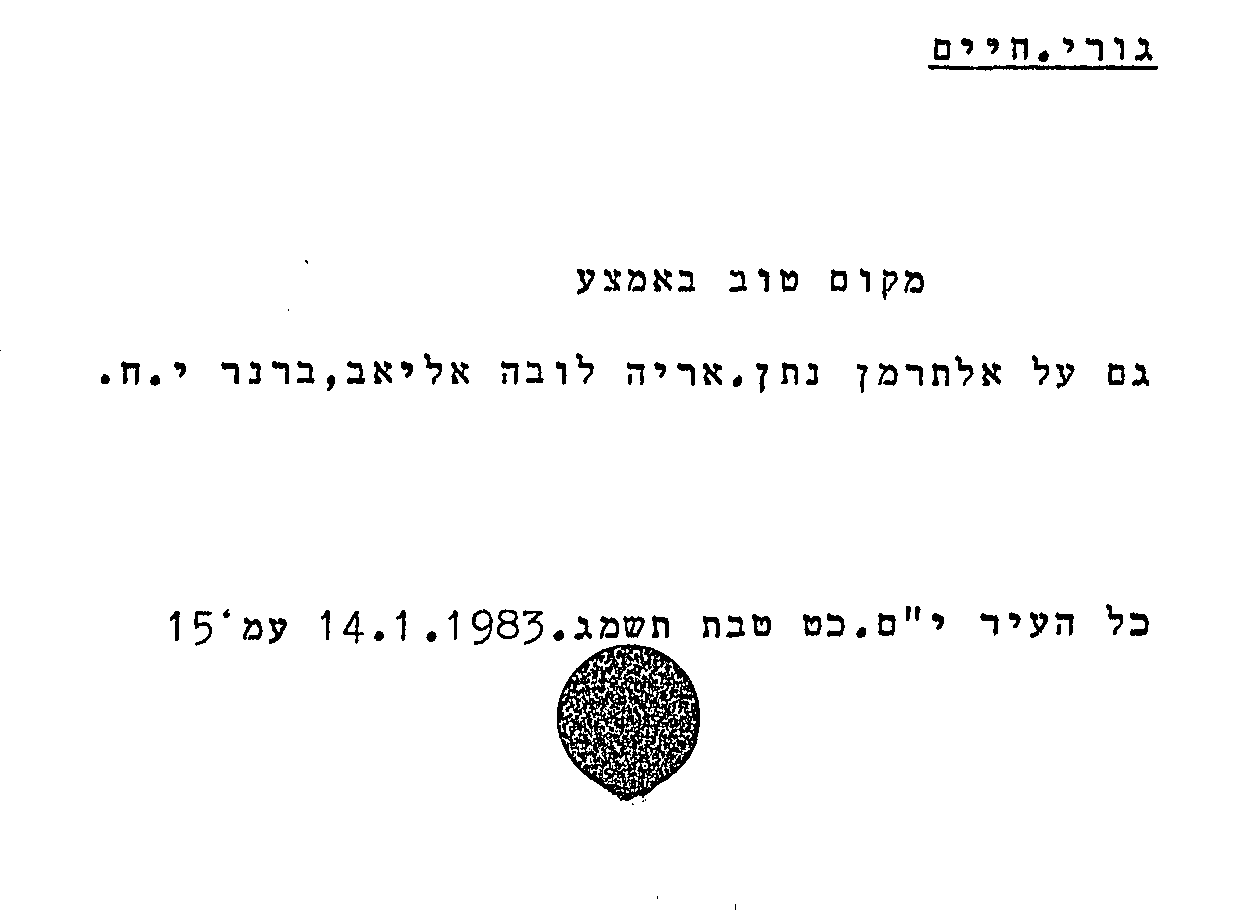 גורי.חיים
מקום טוב באמצע
גם על אלתרמן נתן.אריה לובה אליאב,ברנר י.ח.
כל העיר י"ם.כט טבת תשמג.14.1.1983 עמ'15